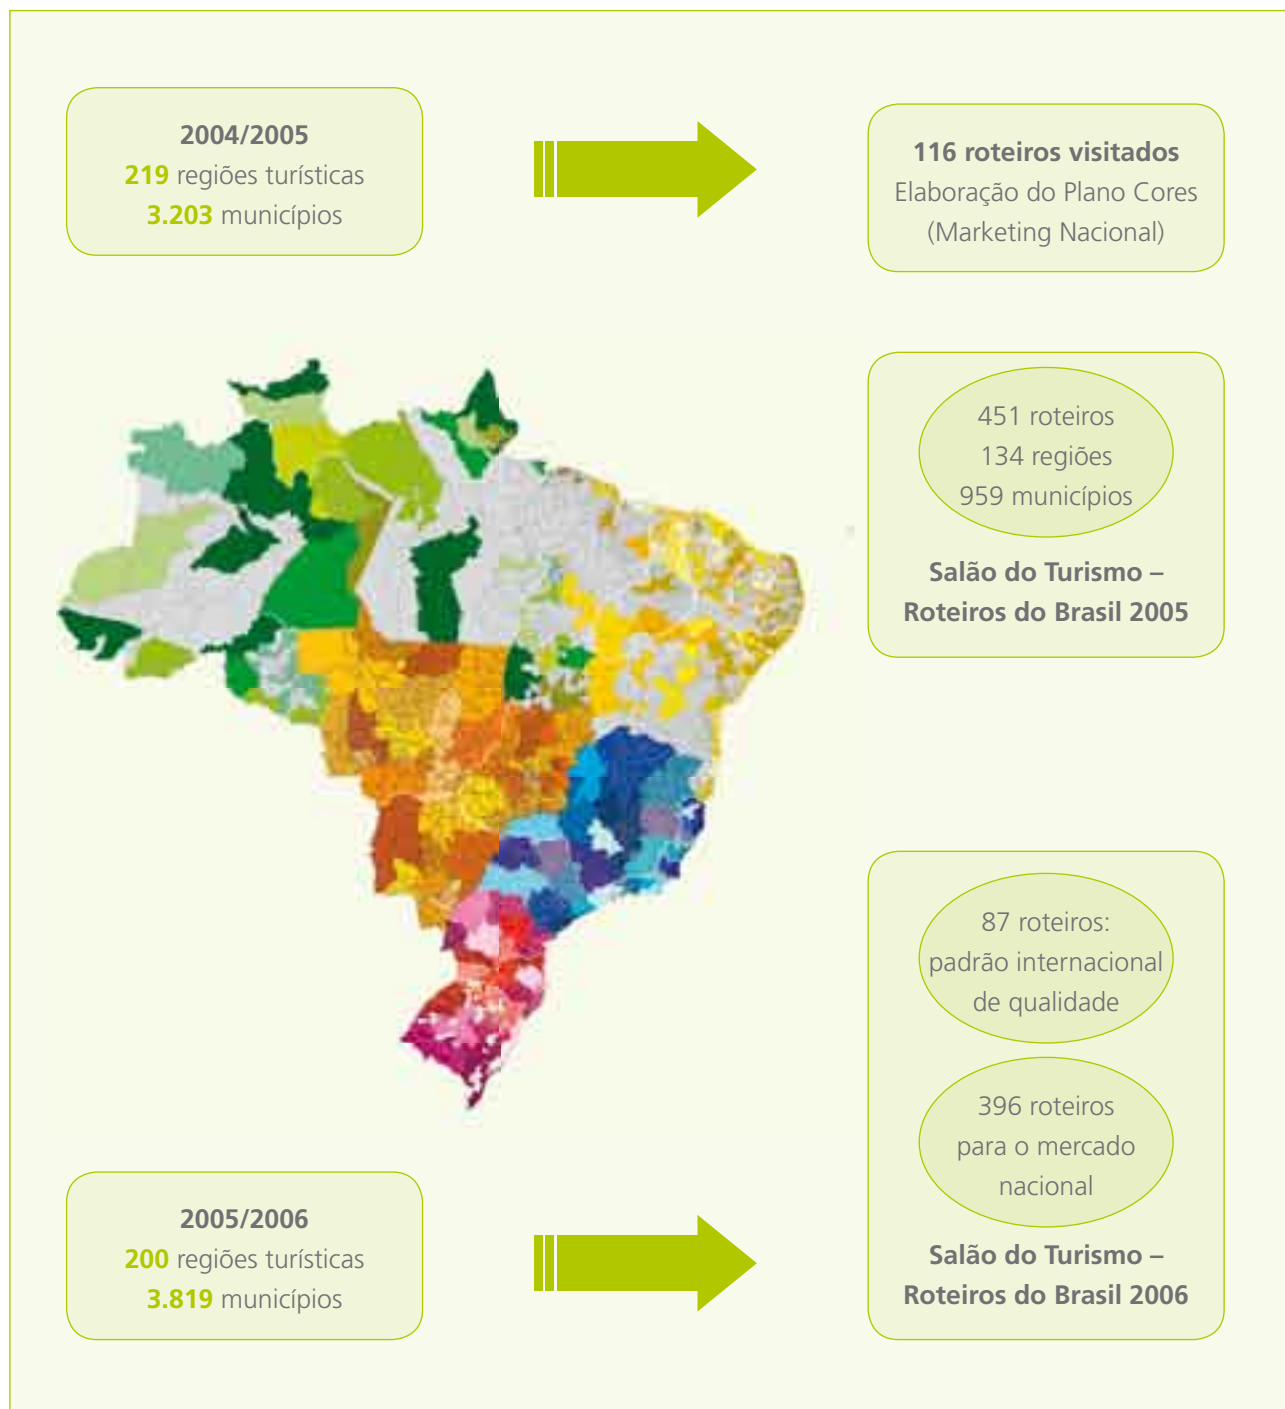 2004/2005
219 regiões turísticas
3.203 municípios
116 roteiros visitados
Elaboração do Plano Cores
(Marketing Nacional)
451 roteiros
134 regiões
959 municípios
Salão do Turismo –
Roteiros do Brasil 2005
87 roteiros:
padrão internacional
de qualidade
396 roteiros
para o mercado
nacional
Salão do Turismo –
Roteiros do Brasil 2006
2005/2006
200 regiões turísticas
3.819 municípios